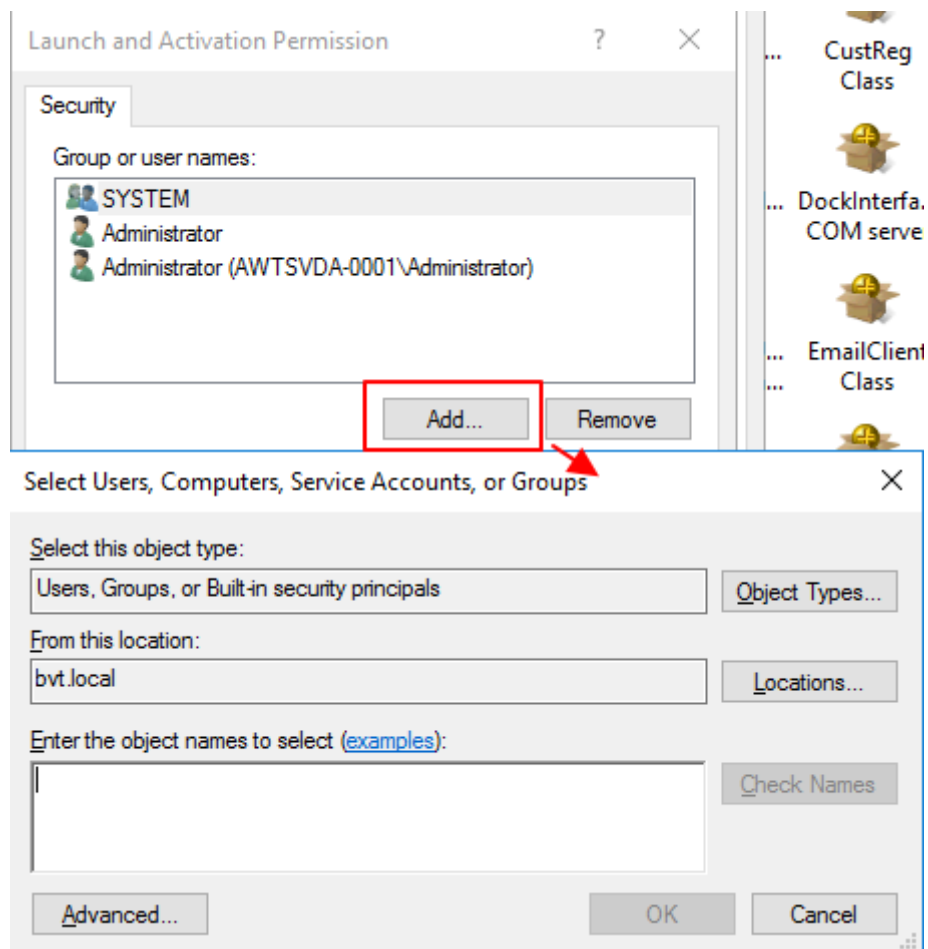 Launch and Activation Permission
?
Security
Group or user names:
SYSTEM
Administrator
Administrator (AWTSVDA-0001\Administrator)
Add...
Remove
...
CustReg
Class
...
DockInterfa.
COM serve
...
EmailClient
...
Class
Select Users, Computers, Service Accounts, or Groups
Select this object type:
Users, Groups, or Built-in security principals
Object Types...
From this location:
bvt.local
Locations...
Enter the object names to select (examples):
Check Names
Advanced...
OK
Cancel